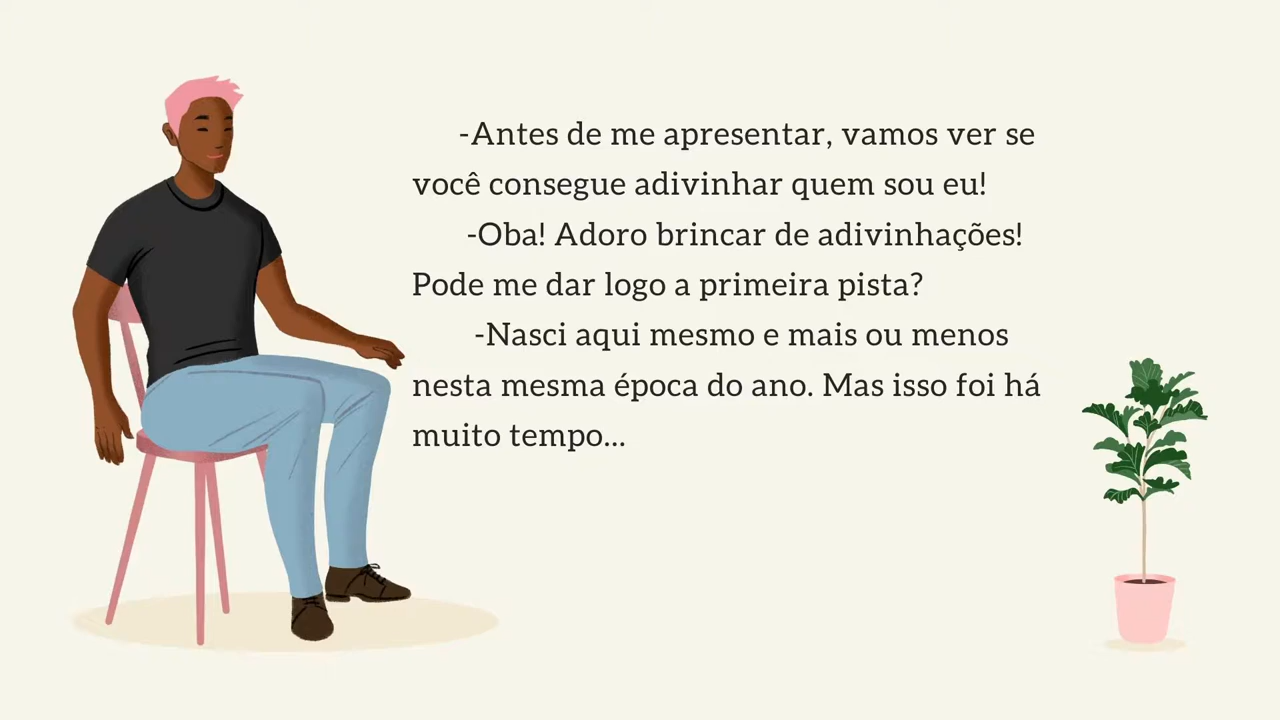 -Antes de me apresentar, vamos ver se
você consegue adivinhar quem sou eu!
-Oba! Adoro brincar de adivinhações!
Pode me dar logo a primeira pista?
-Nasci aqui mesmo e mais ou menos
nesta mesma época do ano. Mas isso foi há
muito tempo...